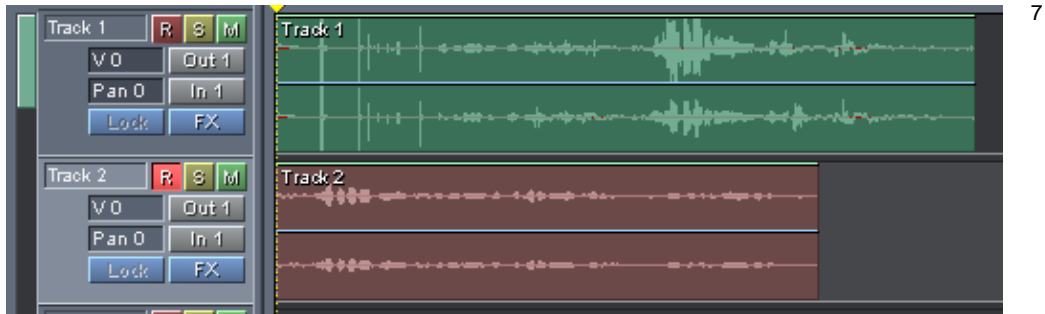 7
Track 1 R S M Track 1
V 0 Out 1
Pan 0 In 1
Lock FX
Track 2 R S M Track 2
V 0 Out 1
Pan 0 In 1
Lock FX